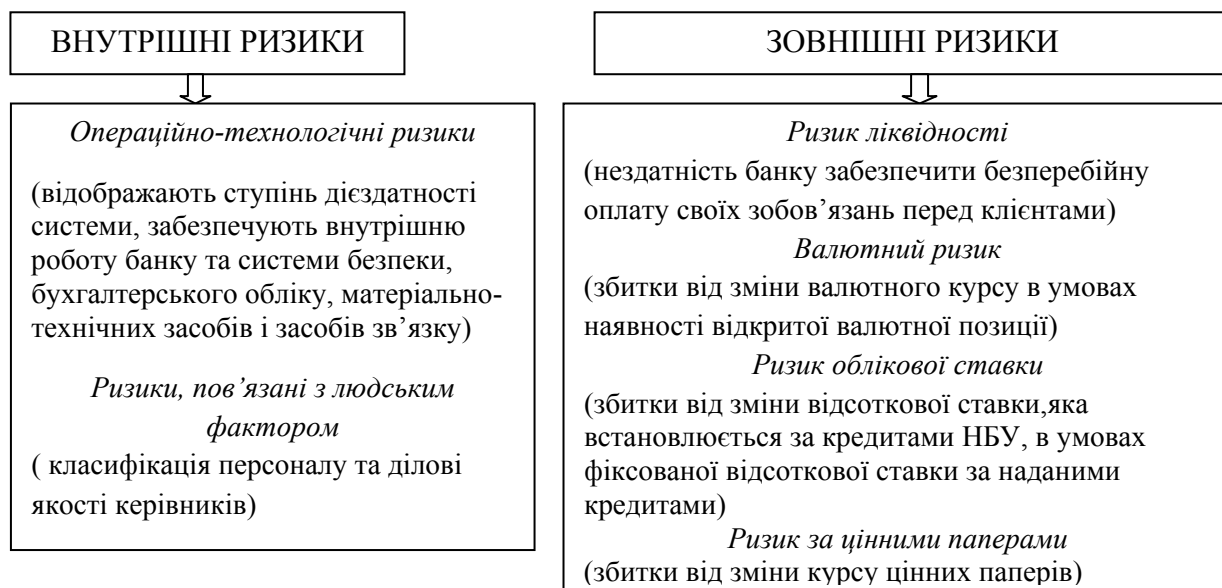 ВНУТРІШНІ РИЗИКИ
Операційно-технологічні ризики
(відображають ступінь дієздатності
системи, забезпечують внутрішню
роботу банку та системи безпеки,
бухгалтерського обліку, матеріально-
технічних засобів і засобів зв’язку)
Ризики, пов’язані з людським
фактором
( класифікація персоналу та ділові
якості керівників)
ЗОВНІШНІ РИЗИКИ
Ризик ліквідності
(нездатність банку забезпечити безперебійну
оплату своїх зобов’язань перед клієнтами)
Валютний ризик
(збитки від зміни валютного курсу в умовах
наявності відкритої валютної позиції)
Ризик облікової ставки
(збитки від зміни відсоткової ставки,яка
встановлюється за кредитами НБУ, в умовах
фіксованої відсоткової ставки за наданими
кредитами)
Ризик за цінними паперами
(збитки від зміни курсу цінних паперів)